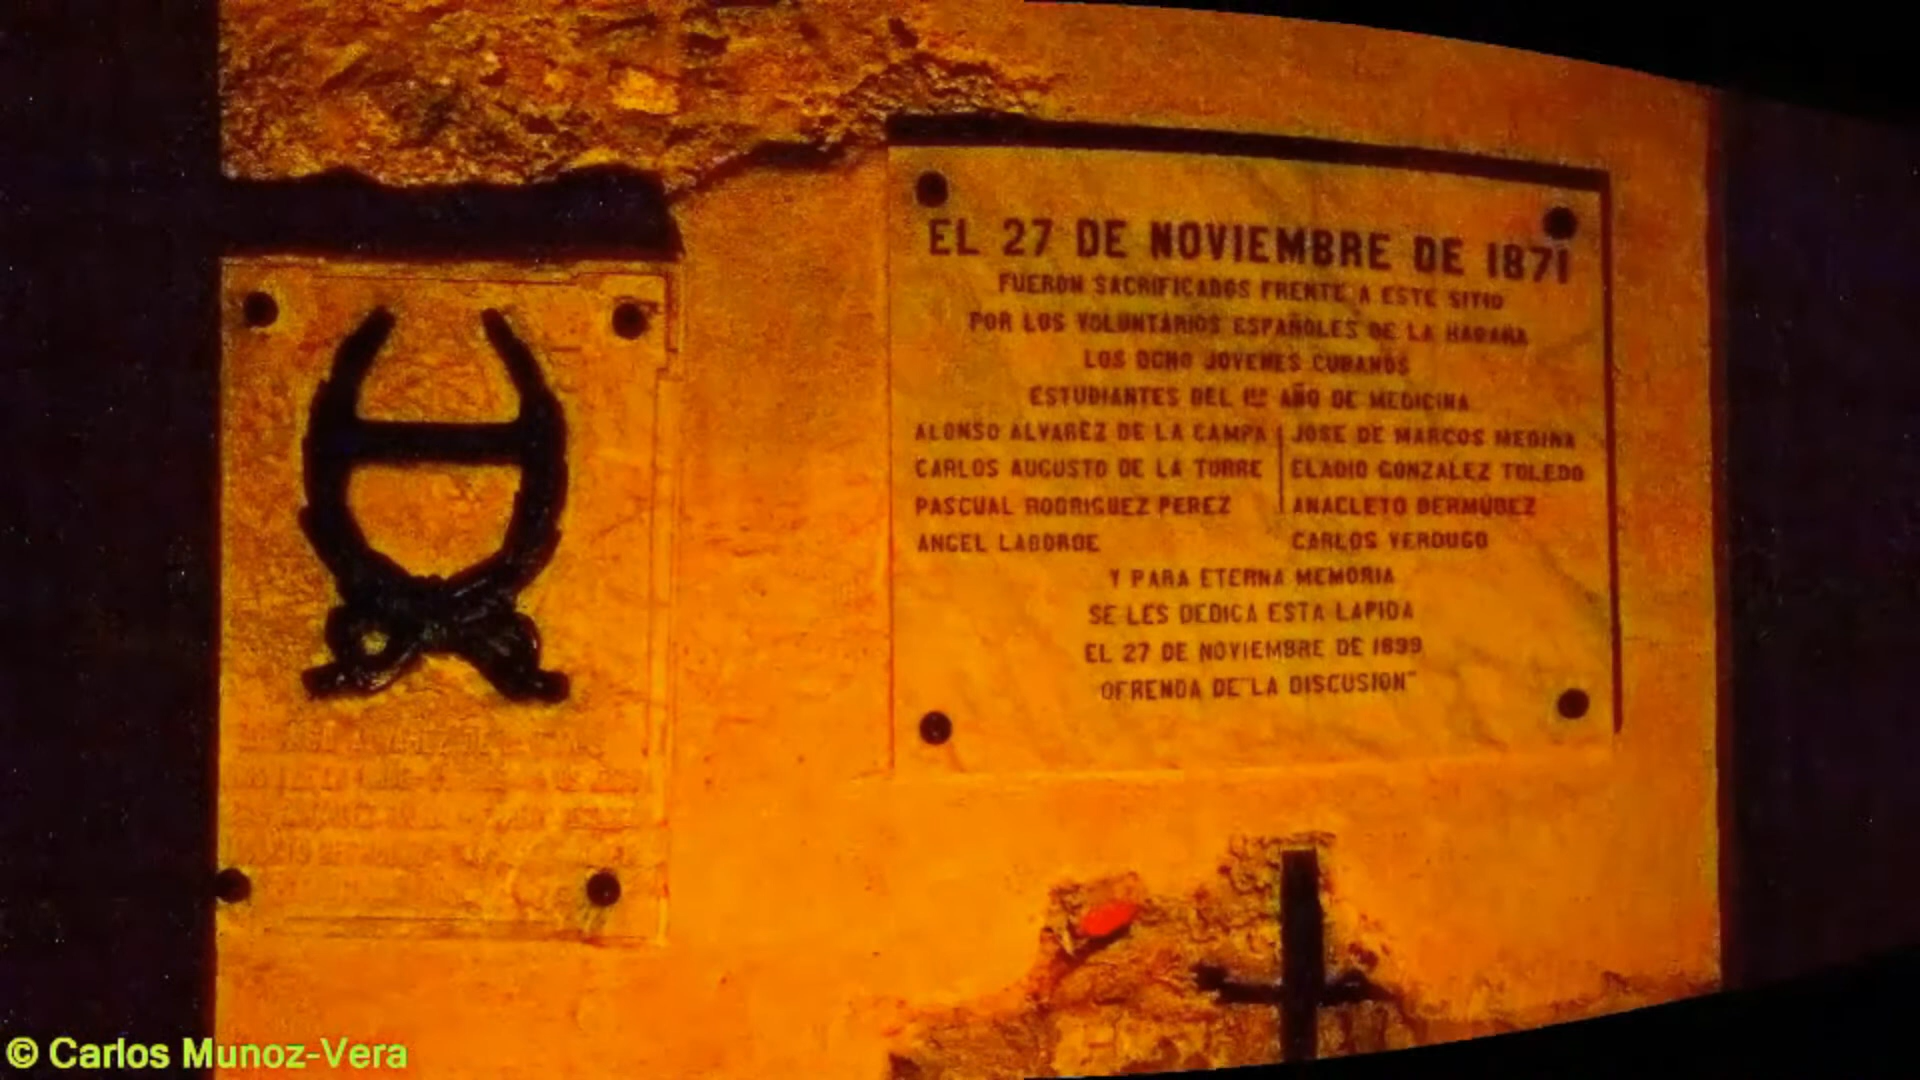 EL 27 DE NOVIEMBRE DE 1871
FUERON SACRIFICADOS FRENTE A ESTE SITIO
POR LOS VOLUNTARIOS ESPAÑOLES DE LA HABANA
LOS OCHO JOVENES CUBANOS
ESTUDIANTES DEL 1ER AÑO DE MEDICINA
ALONSO ALVAREZ DE LA CAMPA JOSE DE MARCOS MEDINA
CARLOS AUGUSTO DE LA TORRE ELADIO GONZALEZ TOLEDO
PASCUAL RODRIGUEZ PEREZ ANACLETO BERMUDEZ
ANGEL LABORDE CARLOS VERDUGO
Y PARA ETERNA MEMORIA
SE LES DEDICA ESTA LAPIDA
EL 27 DE NOVIEMBRE DE 1899
OFRENDA DE "LA DISCUSION"
© Carlos Munoz-Vera